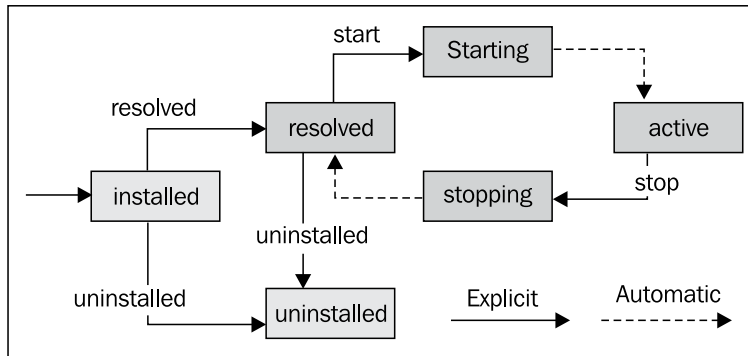 start
Starting
resolved
resolved
active
stop
installed
stopping
uninstalled
uninstalled
uninstalled
Explicit
Automatic